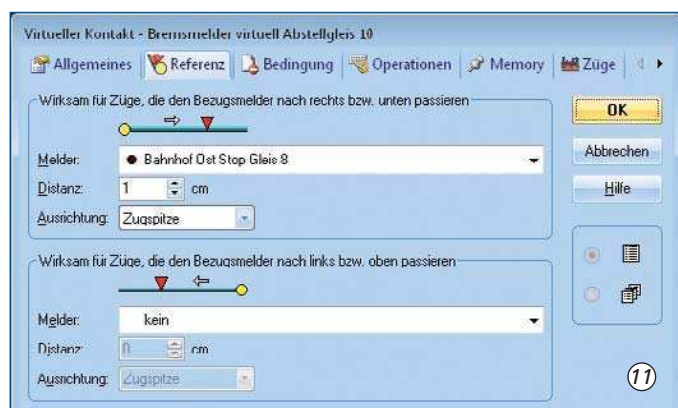 Virtueller Kontakt - Bremsmelder virtuell Abstellgleis 10
Allgemeines Referenz Bedingung Operationen Memory Züge
Wirksam für Züge, die den Bezugsmelder nach rechts bzw. unten passieren
OK
Melder: Bahnhof Ost Stop Gleis 8
Abbrechen
Distanz: 1 cm
Hilfe
Ausrichtung: Zugspitze
Wirksam für Züge, die den Bezugsmelder nach links bzw. oben passieren
Melder: kein
Distanz: 0 cm
Ausrichtung: Zugspitze
11